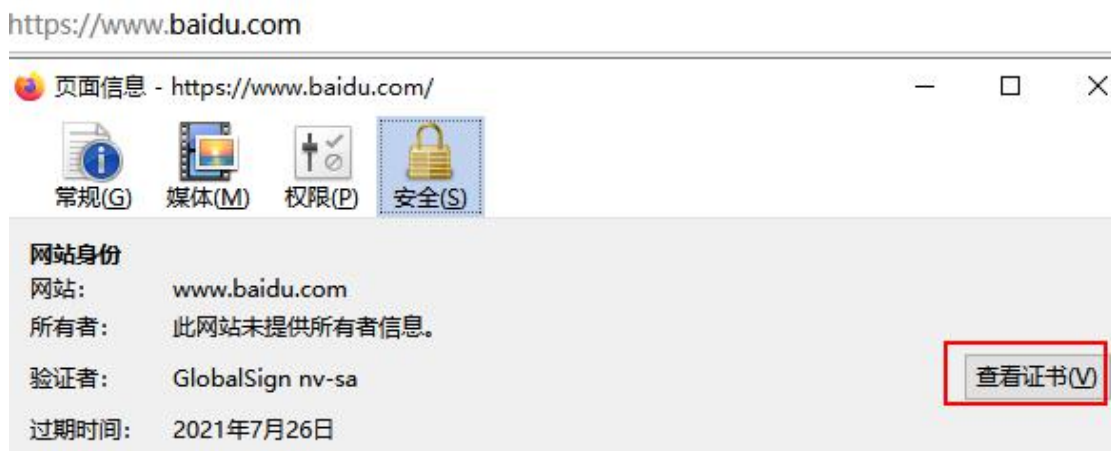 https://www.baidu.com
页面信息 - https://www.baidu.com/
常规(G) 媒体(M) 权限(P) 安全(S)
网站身份
网站： www.baidu.com
所有者： 此网站未提供所有者信息。
验证者： GlobalSign nv-sa 查看证书(V)
过期时间： 2021年7月26日